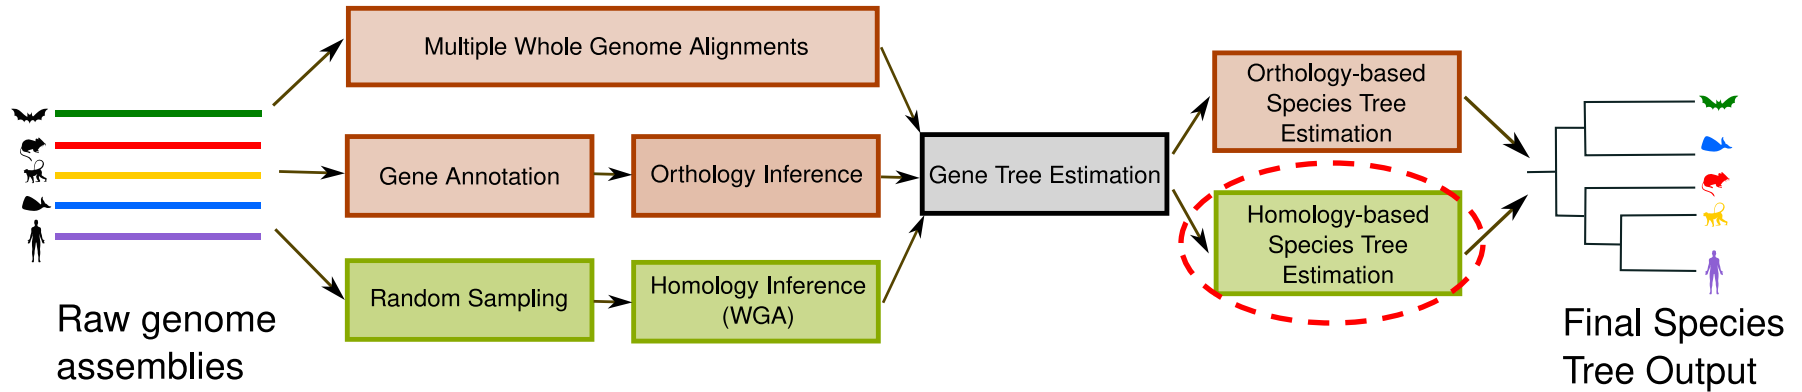 Multiple Whole Genome Alignments
Gene Annotation
Orthology Inference
Random Sampling
Homology Inference
(WGA)
Raw genome
assemblies
Gene Tree Estimation
Orthology-based
Species Tree
Estimation
Homology-based
Species Tree
Estimation
Final Species
Tree Output